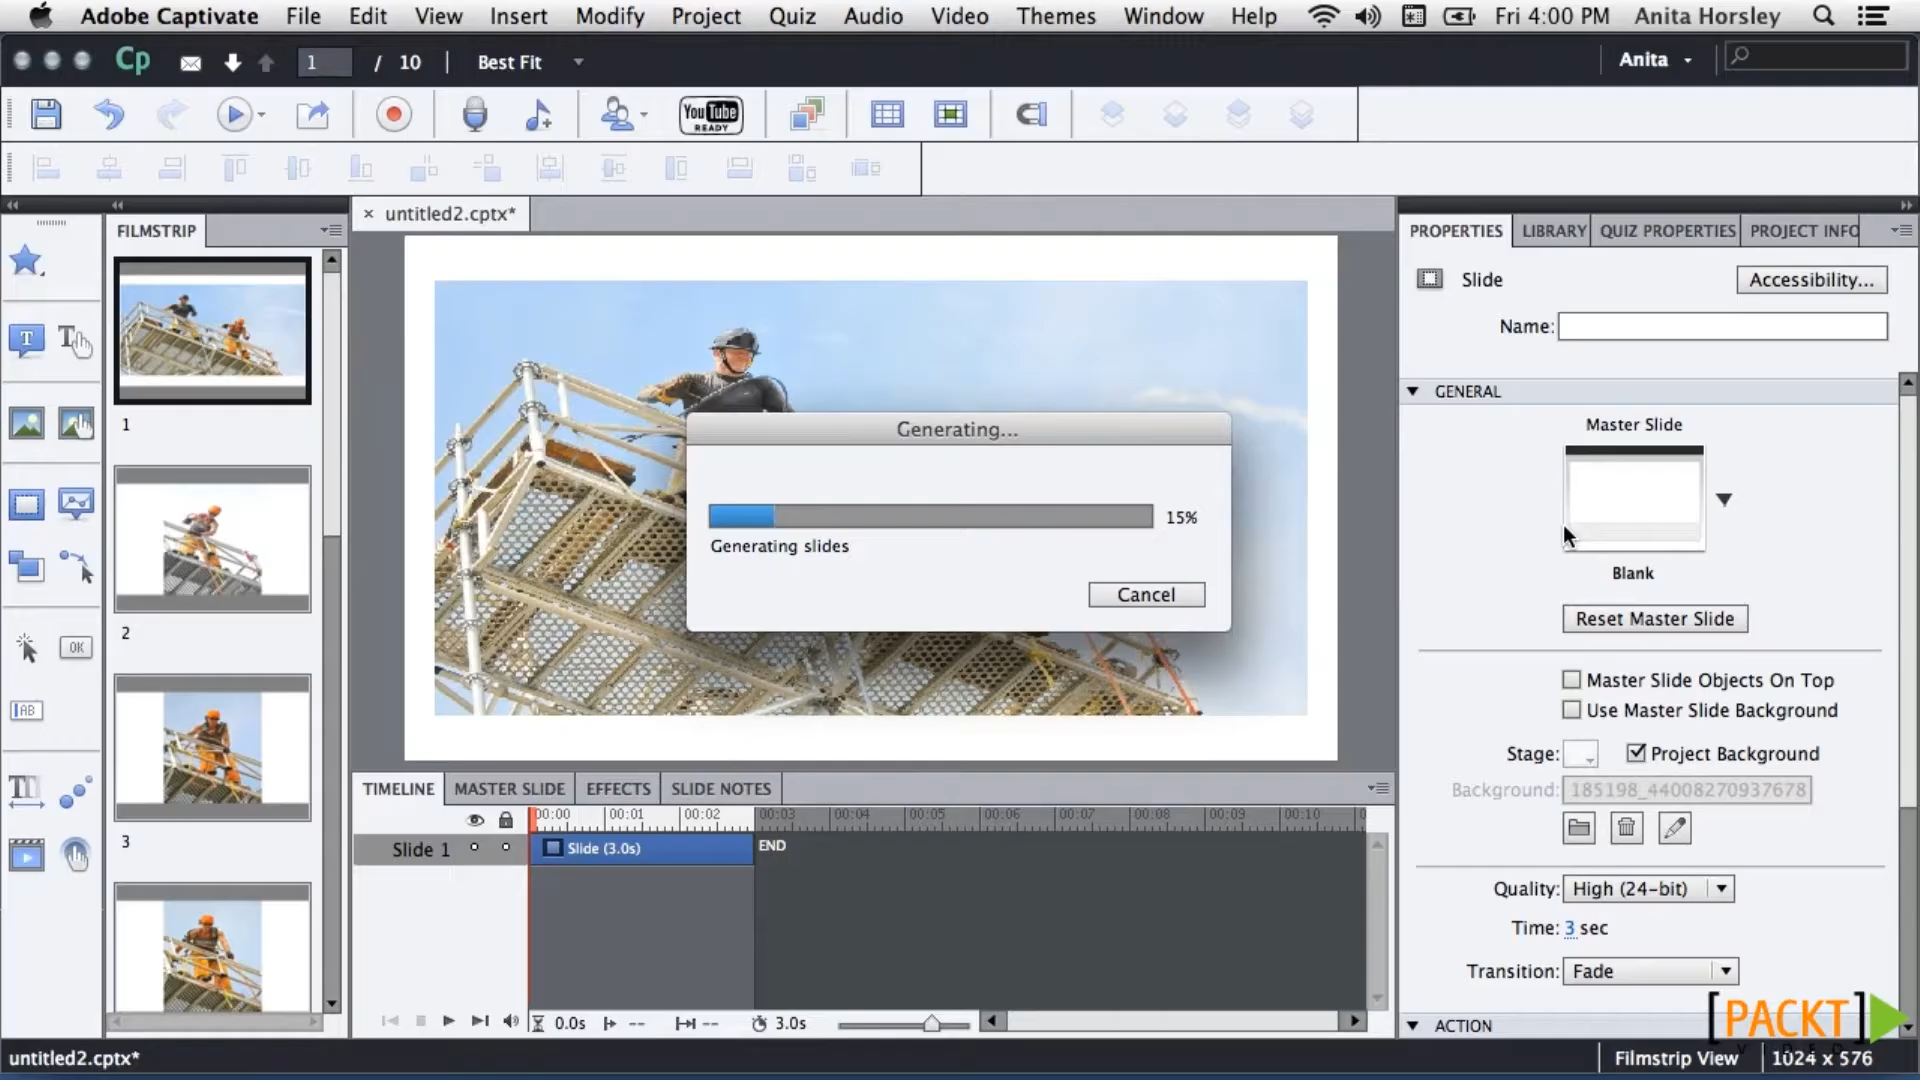 Adobe Captivate File Edit View Insert Modify Project Quiz Audio Video Themes Window Help Fri 4:00 PM Anita Horsley
Cp 1 / 10 Best Fit Anita
You Tube
READY
FILMSTRIP
1
2
3
T
T
OK
AB
untitled2.cptx*
Generating...
15%
Generating slides
Cancel
TIMELINE MASTER SLIDE EFFECTS SLIDE NOTES
00:00 00:01 00:02 00:03 00:04 00:05 00:06 00:07 00:08 00:09 00:10
Slide 1 Slide (3.0s) END
0.0s -- -- 3.0s
PROPERTIES LIBRARY QUIZ PROPERTIES PROJECT INFO
Slide Accessibility...
Name:
GENERAL
Master Slide
Blank
Reset Master Slide
Master Slide Objects On Top
Use Master Slide Background
Stage: Project Background
Background: 185198_44008270937678
Quality: High (24-bit)
Time: 3 sec
Transition: Fade
ACTION
[PACKT]
untitled2.cptx* Filmstrip View 1024 x 576